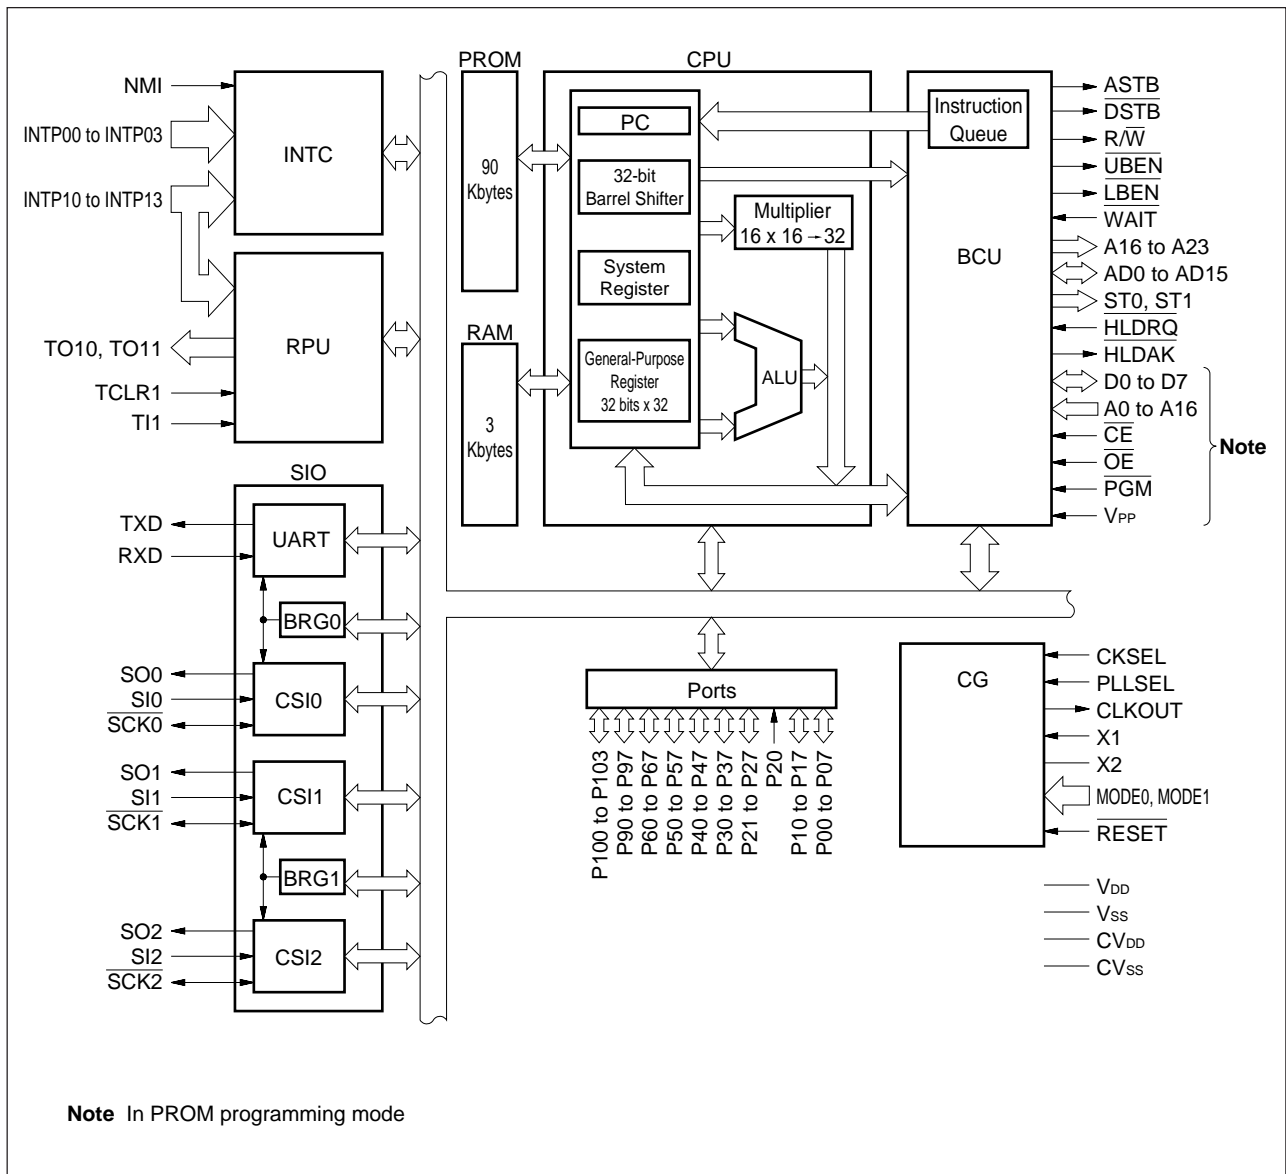 NMI
INTP00 to INTP03
INTP10 to INTP13
INTC
RPU
TO10, TO11
TCLR1
TI1
SIO
TXD
RXD
UART
BRG0
SO0
SI0
SCK0
CSI0
SO1
SI1
SCK1
CSI1
BRG1
SO2
SI2
SCK2
CSI2
PROM
90
Kbytes
RAM
3
Kbytes
CPU
PC
32-bit
Barrel Shifter
System
Register
General-Purpose
Register
32 bits x 32
Multiplier
16 x 16 → 32
ALU
Instruction
Queue
BCU
ASTB
DSTB
R/W
UBEN
LBEN
WAIT
A16 to A23
AD0 to AD15
ST0, ST1
HLDRQ
HLDAK
D0 to D7
A0 to A16
CE
OE
PGM
VPP
Note
Ports
P100 to P103
P90 to P97
P60 to P67
P50 to P57
P40 to P47
P30 to P37
P21 to P27
P20
P10 to P17
P00 to P07
CG
CKSEL
PLLSEL
CLKOUT
X1
X2
MODE0, MODE1
RESET
VDD
VSS
CVDD
CVSS
Note In PROM programming mode